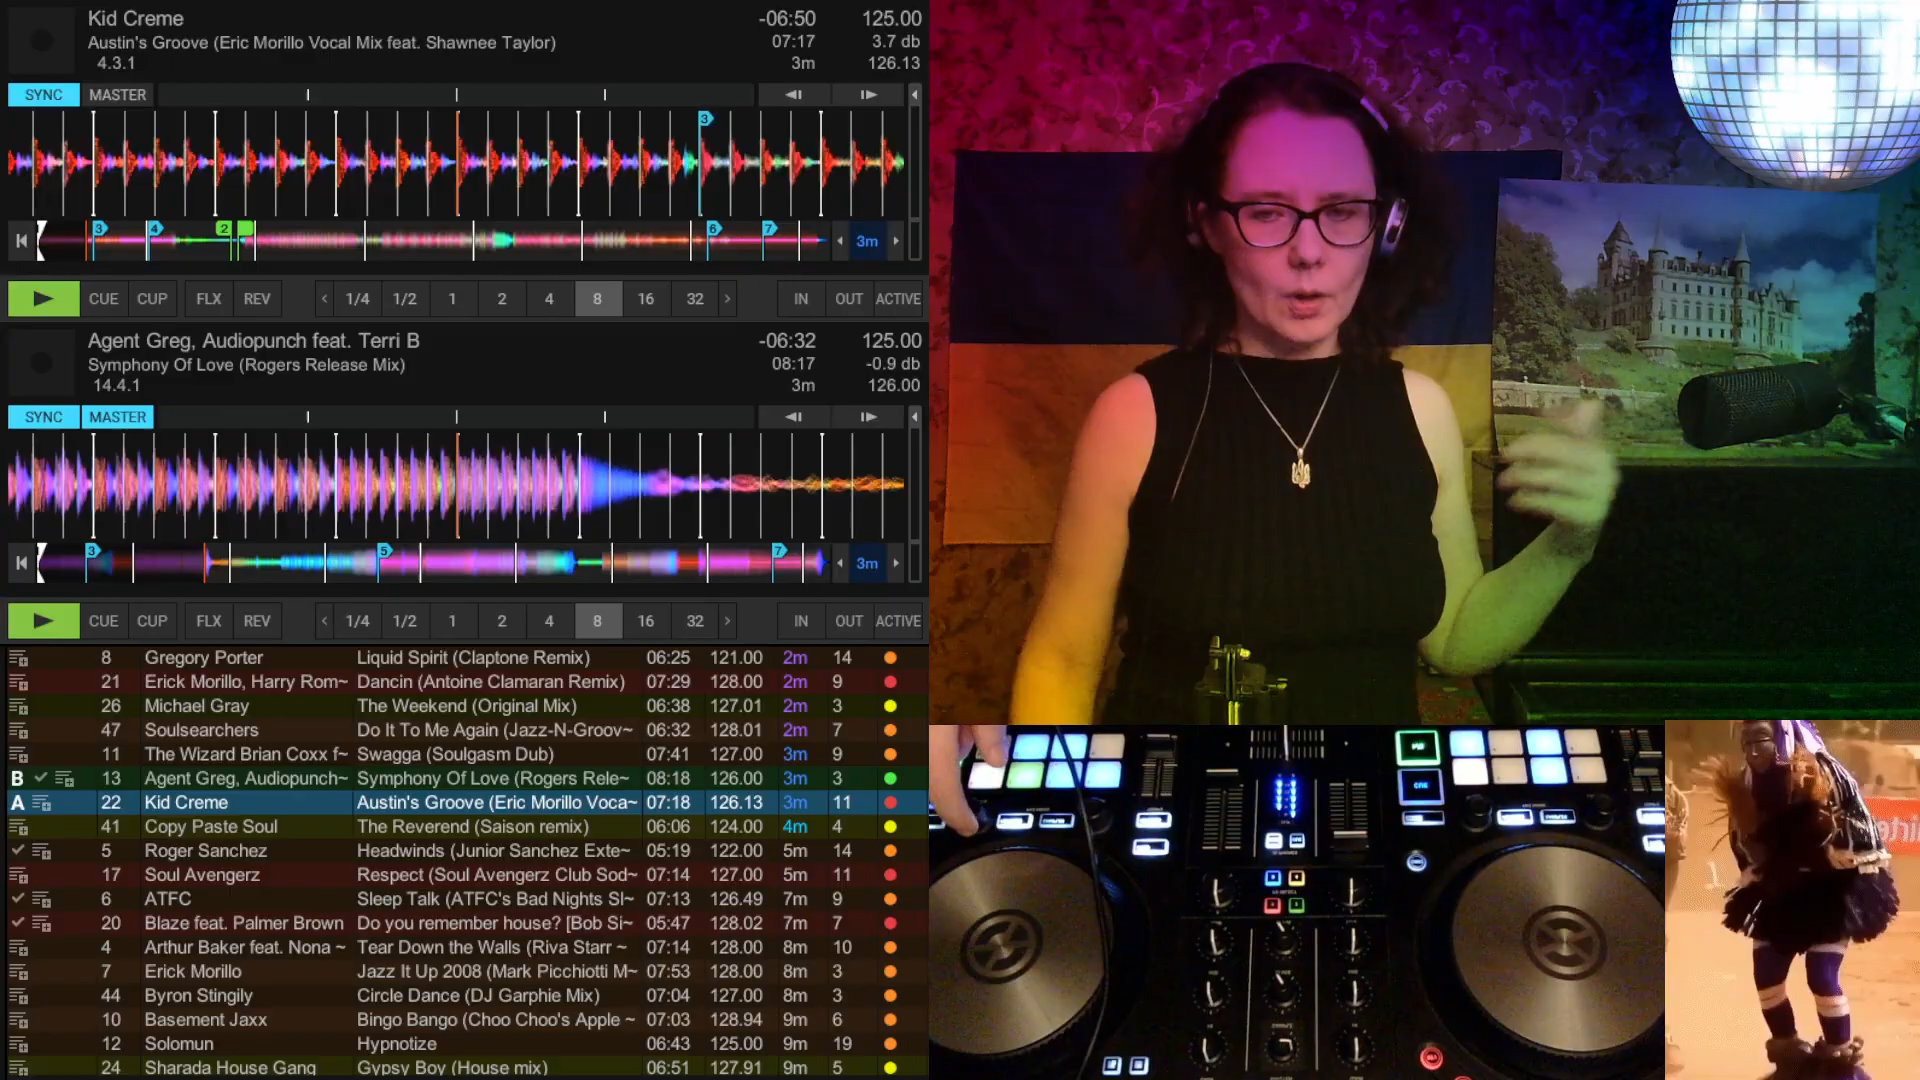 Kid Creme -06:50 125.00
Austin's Groove (Eric Morillo Vocal Mix feat. Shawnee Taylor) 07:17 3.7 db
4.3.1 3m 126.13
SYNC MASTER
3
3 4 2 6 7 3m
CUE CUP FLX REV 1/4 1/2 1 2 4 8 16 32 IN OUT ACTIVE
Agent Greg, Audiopunch feat. Terri B -06:32 125.00
Symphony Of Love (Rogers Release Mix) 08:17 -0.9 db
14.4.1 3m 126.00
SYNC MASTER
3 5 7 3m
CUE CUP FLX REV 1/4 1/2 1 2 4 8 16 32 IN OUT ACTIVE
8 Gregory Porter Liquid Spirit (Claptone Remix) 06:25 121.00 2m 14
21 Erick Morillo, Harry Rom~ Dancin (Antoine Clamaran Remix) 07:29 128.00 2m 9
26 Michael Gray The Weekend (Original Mix) 06:38 127.01 2m 3
47 Soulsearchers Do It To Me Again (Jazz-N-Groov~ 06:32 128.01 2m 7
11 The Wizard Brian Coxx f~ Swagga (Soulgasm Dub) 07:41 127.00 3m 9
B 13 Agent Greg, Audiopunch~ Symphony Of Love (Rogers Rele~ 08:18 126.00 3m 3
A 22 Kid Creme Austin's Groove (Eric Morillo Voca~ 07:18 126.13 3m 11
41 Copy Paste Soul The Reverend (Saison remix) 06:06 124.00 4m 4
5 Roger Sanchez Headwinds (Junior Sanchez Exte~ 05:19 122.00 5m 14
17 Soul Avengerz Respect (Soul Avengerz Club Sod~ 07:14 127.00 5m 11
6 ATFC Sleep Talk (ATFC's Bad Nights Sl~ 07:13 126.49 7m 9
20 Blaze feat. Palmer Brown Do you remember house? [Bob Si~ 05:47 128.02 7m 7
4 Arthur Baker feat. Nona ~ Tear Down the Walls (Riva Starr ~ 07:14 128.00 8m 10
7 Erick Morillo Jazz It Up 2008 (Mark Picchiotti M~ 07:53 128.00 8m 3
44 Byron Stingily Circle Dance (DJ Garphie Mix) 07:04 127.00 8m 3
10 Basement Jaxx Bingo Bango (Choo Choo's Apple ~ 07:03 128.94 9m 6
12 Solomun Hypnotize 06:43 125.00 9m 19
24 Sharada House Gang Gypsy Boy (House mix) 06:51 127.91 9m 5